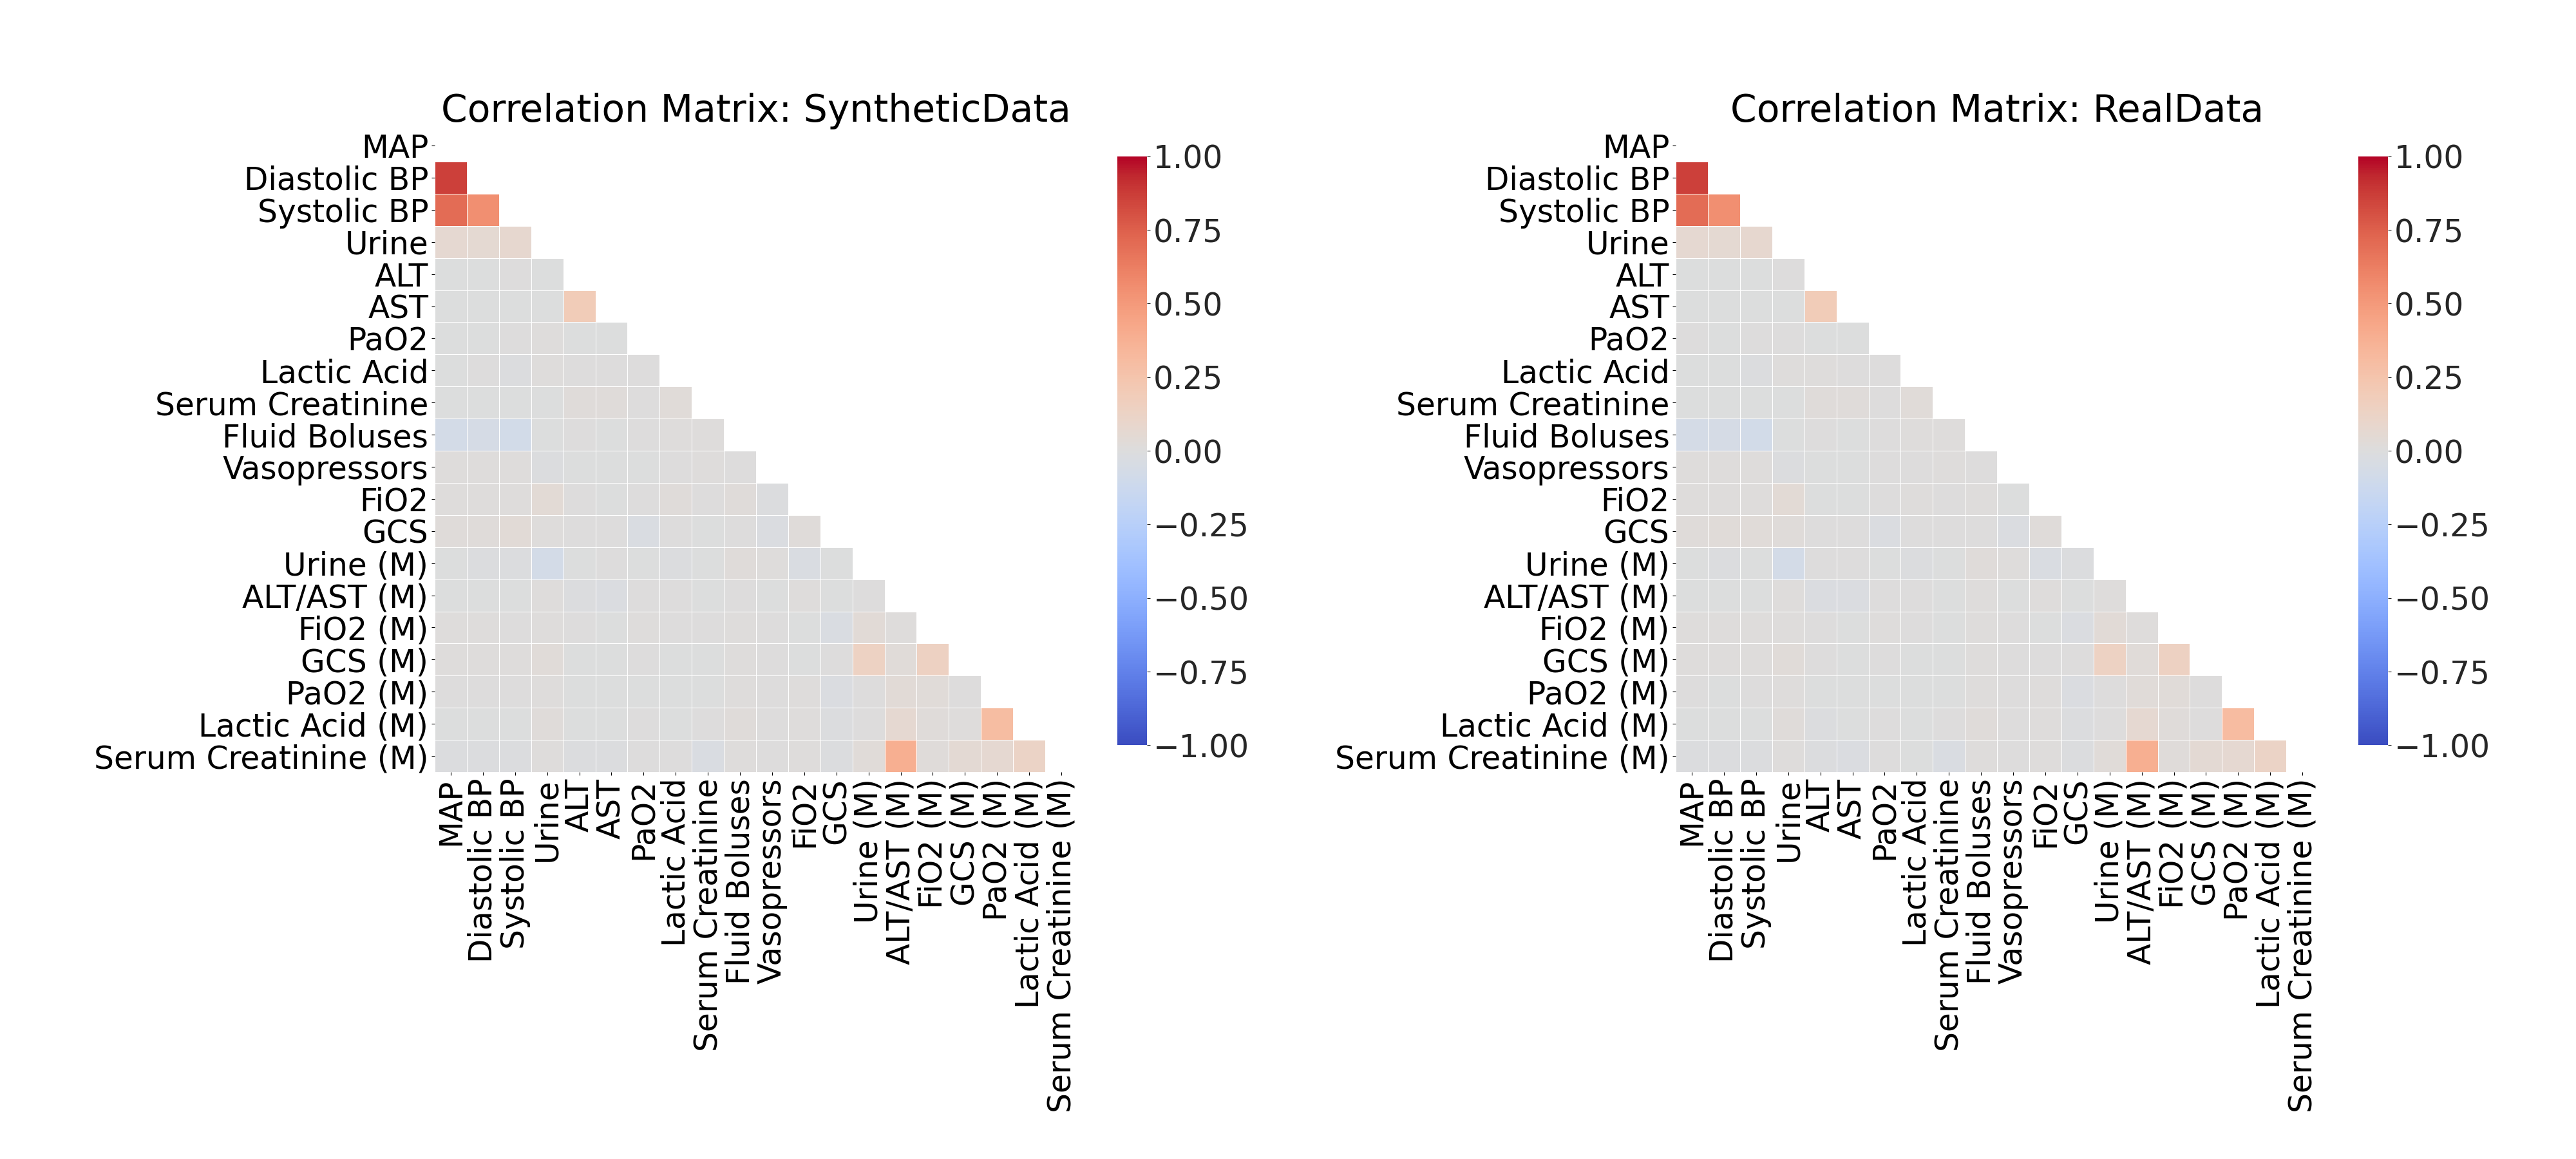 Correlation Matrix: SyntheticData
MAP
Diastolic BP
Systolic BP
Urine
ALT
AST
PaO2
Lactic Acid
Serum Creatinine
Fluid Boluses
Vasopressors
FiO2
GCS
Urine (M)
ALT/AST (M)
FiO2 (M)
GCS (M)
PaO2 (M)
Lactic Acid (M)
Serum Creatinine (M)
MAP
Diastolic BP
Systolic BP
Urine
ALT
AST
PaO2
Lactic Acid
Serum Creatinine
Fluid Boluses
Vasopressors
FiO2
GCS
Urine (M)
ALT/AST (M)
FiO2 (M)
GCS (M)
PaO2 (M)
Lactic Acid (M)
Serum Creatinine (M)
1.00
0.75
0.50
0.25
0.00
−0.25
−0.50
−0.75
−1.00
Correlation Matrix: RealData
MAP
Diastolic BP
Systolic BP
Urine
ALT
AST
PaO2
Lactic Acid
Serum Creatinine
Fluid Boluses
Vasopressors
FiO2
GCS
Urine (M)
ALT/AST (M)
FiO2 (M)
GCS (M)
PaO2 (M)
Lactic Acid (M)
Serum Creatinine (M)
MAP
Diastolic BP
Systolic BP
Urine
ALT
AST
PaO2
Lactic Acid
Serum Creatinine
Fluid Boluses
Vasopressors
FiO2
GCS
Urine (M)
ALT/AST (M)
FiO2 (M)
GCS (M)
PaO2 (M)
Lactic Acid (M)
Serum Creatinine (M)
1.00
0.75
0.50
0.25
0.00
−0.25
−0.50
−0.75
−1.00